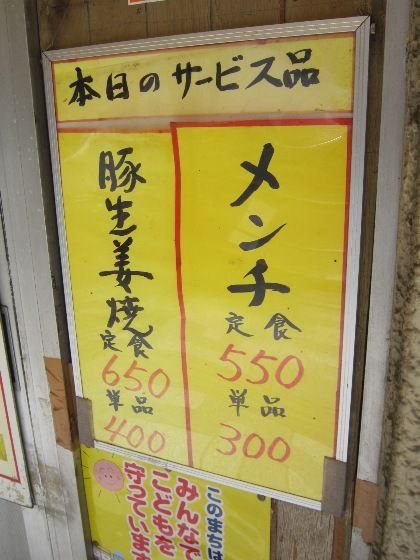 本日のサービス品
メンチ
定食
550
単品
300
豚生姜焼
定食
650
単品
400
このまちは
みんなで
こどもを
守っていま